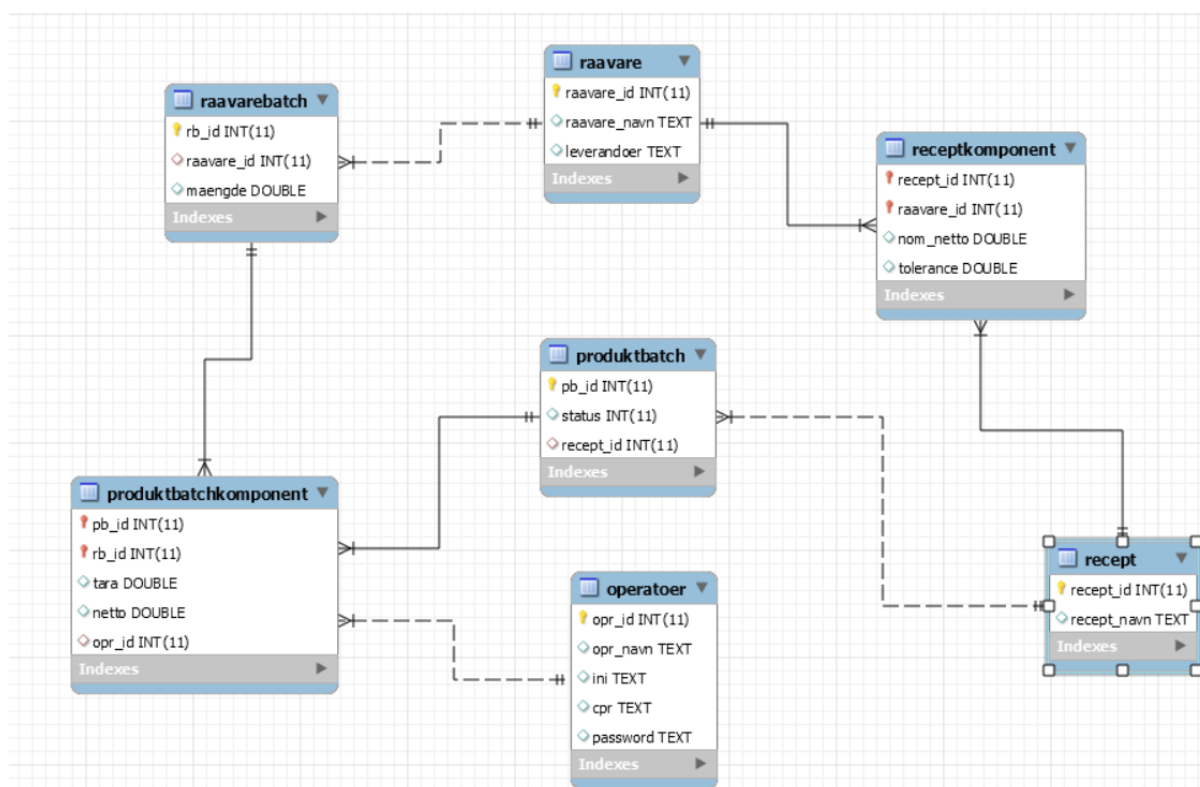 raavare
raavare_id INT(11)
raavare_navn TEXT
leverandoer TEXT
Indexes
raavarebatch
rb_id INT(11)
raavare_id INT(11)
maengde DOUBLE
Indexes
receptkomponent
recept_id INT(11)
raavare_id INT(11)
nom_netto DOUBLE
tolerance DOUBLE
Indexes
produktbatch
pb_id INT(11)
status INT(11)
recept_id INT(11)
Indexes
produktbatchkomponent
pb_id INT(11)
rb_id INT(11)
tara DOUBLE
netto DOUBLE
opr_id INT(11)
Indexes
recept
recept_id INT(11)
recept_navn TEXT
Indexes
operatoer
opr_id INT(11)
opr_navn TEXT
ini TEXT
cpr TEXT
password TEXT
Indexes